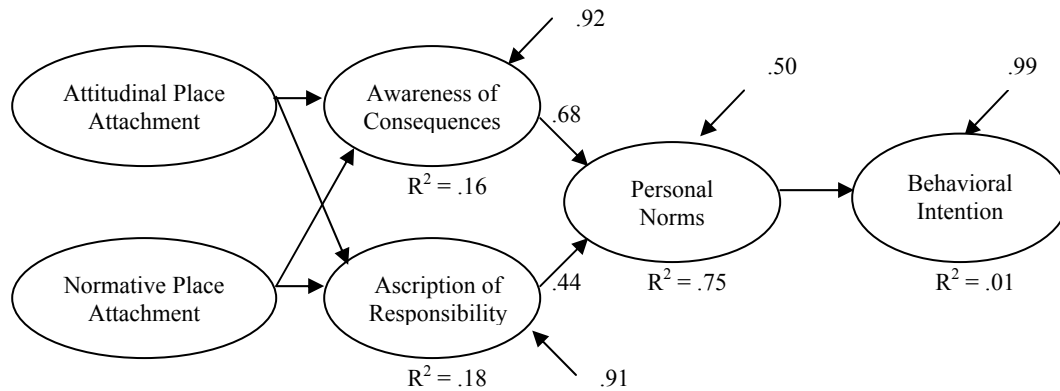 .92
.50
.99
Attitudinal Place
Attachment
Awareness of
Consequences
.68
R² = .16
Personal
Norms
Behavioral
Intention
Normative Place
Attachment
Ascription of
Responsibility
.44
R² = .75
R² = .01
R² = .18
.91